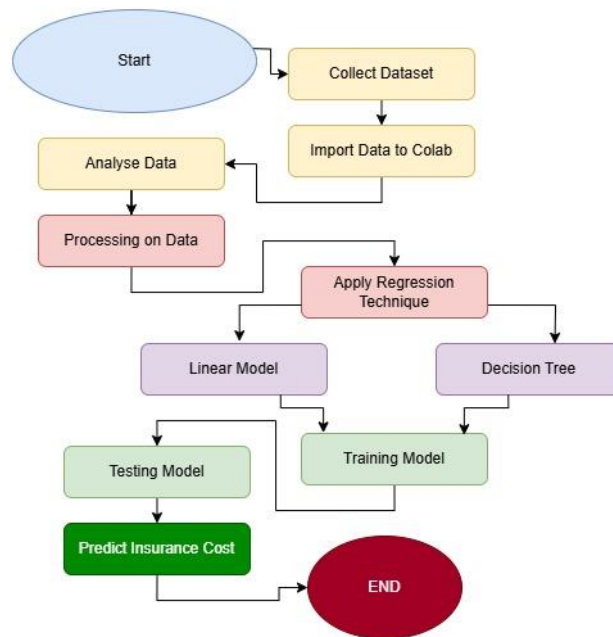 Start
Collect Dataset
Import Data to Colab
Analyse Data
Processing on Data
Apply Regression
Technique
Linear Model
Decision Tree
Training Model
Testing Model
Predict Insurance Cost
END